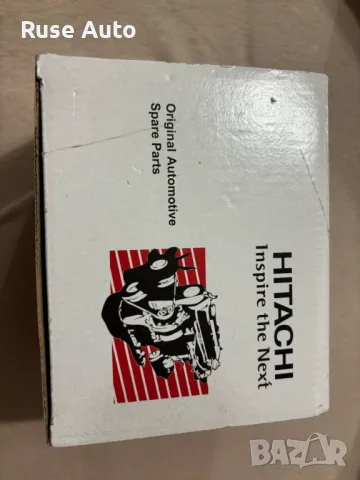 Ruse Auto
HITACHI
Inspire the Next
Original Automotive
Spare Parts
BAZAR